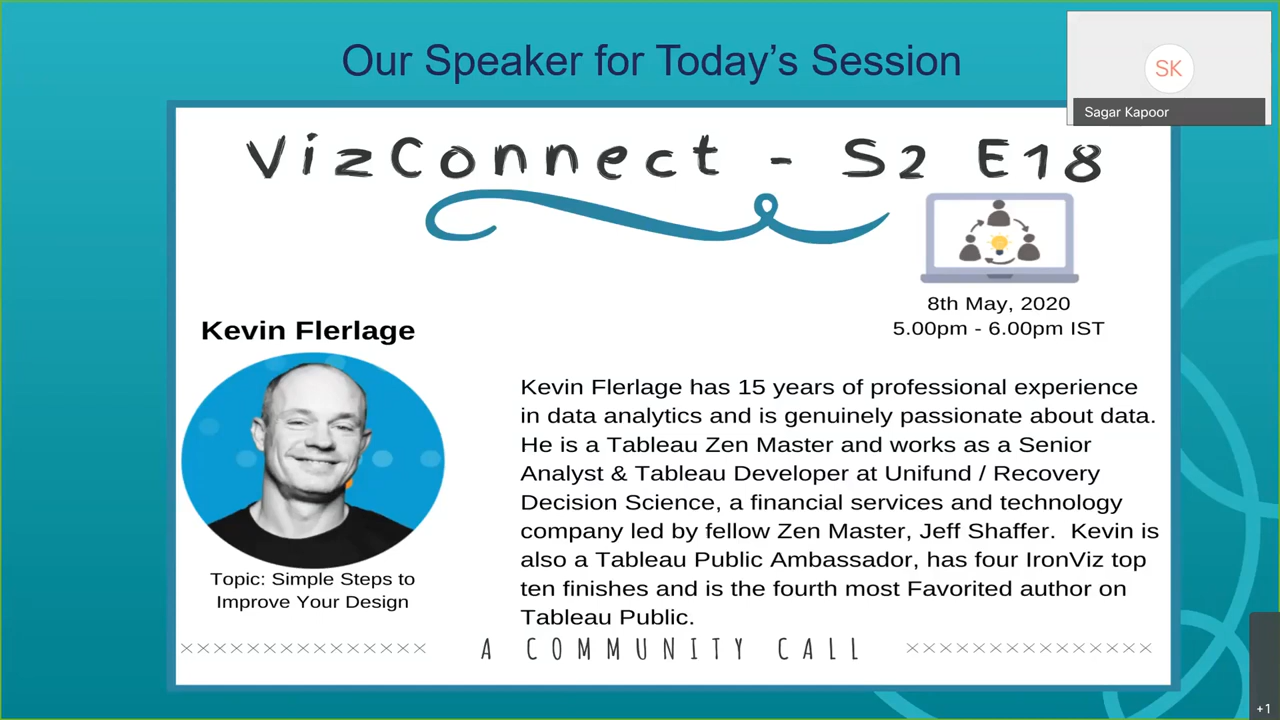 Our Speaker for Today's Session
SK
Sagar Kapoor
VizConnect - S2 E18
8th May, 2020
5.00pm - 6.00pm IST
Kevin Flerlage
Topic: Simple Steps to
Improve Your Design
Kevin Flerlage has 15 years of professional experience
in data analytics and is genuinely passionate about data.
He is a Tableau Zen Master and works as a Senior
Analyst & Tableau Developer at Unifund / Recovery
Decision Science, a financial services and technology
company led by fellow Zen Master, Jeff Shaffer.  Kevin is
also a Tableau Public Ambassador, has four IronViz top
ten finishes and is the fourth most Favorited author on
Tableau Public.
A COMMUNITY CALL
+1